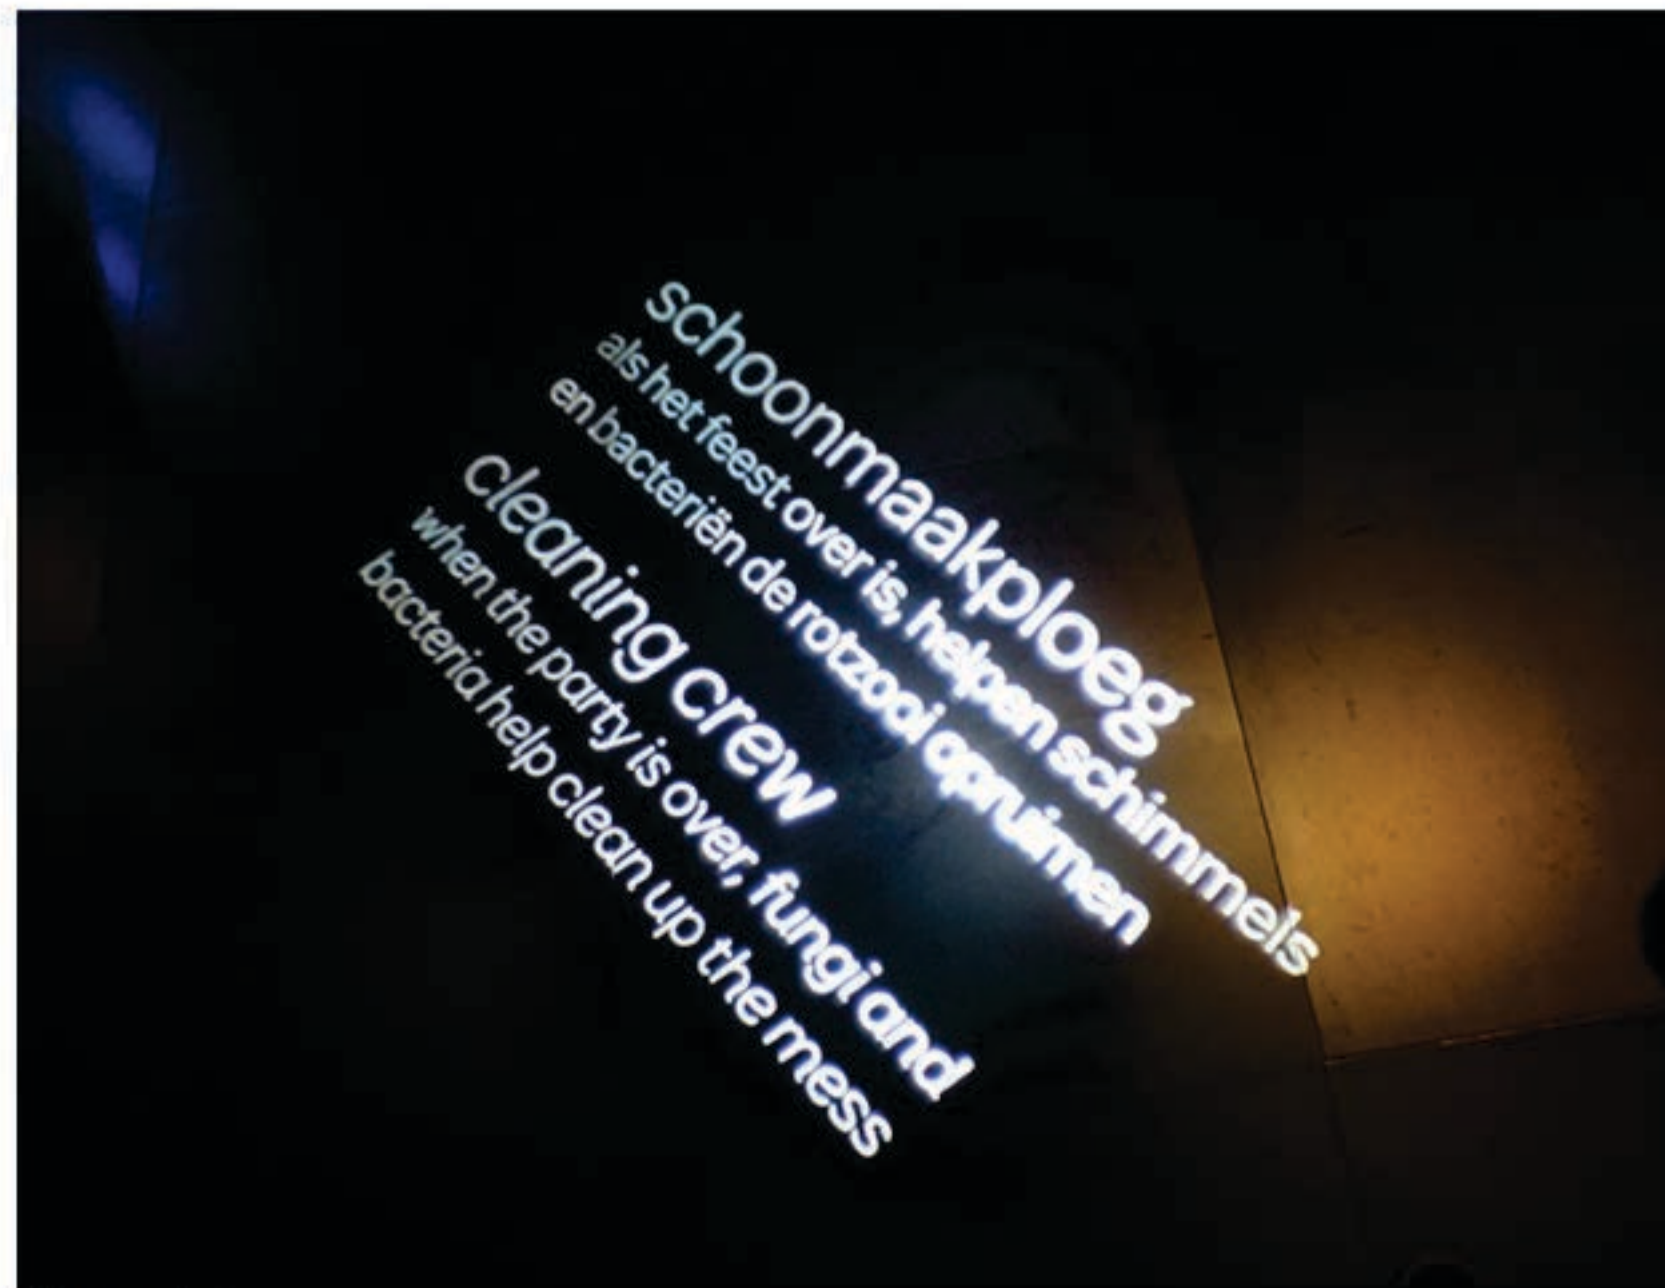 schoonmaakploeg
als het feest over is, helpen schimmels
en bacteriën de rotzooi opruimen
cleaning crew
when the party is over, fungi and
bacteria help clean up the mess